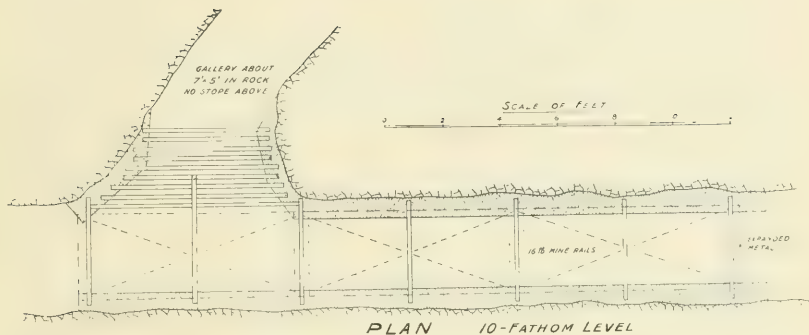 GALLERY ABOUT
7'× 5' IN ROCK
NO STOPE ABOVE
SCALE OF FEET
0 2 4 6 8
16 lb MINE RAILS
EXPANDED
METAL
PLAN 10-FATHOM LEVEL